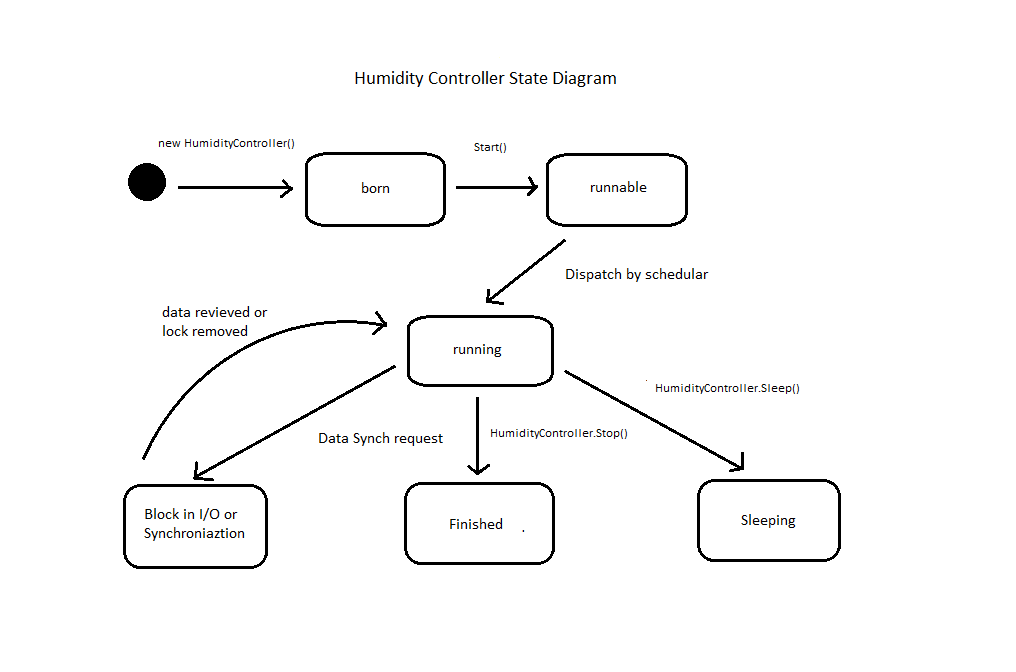 Humidity Controller State Diagram
new HumidityController()
Start()
born
runnable
Dispatch by schedular
data revieved or
lock removed
running
HumidityController.Sleep()
Data Synch request
HumidityController.Stop()
Block in I/O or
Synchroniaztion
Finished
Sleeping